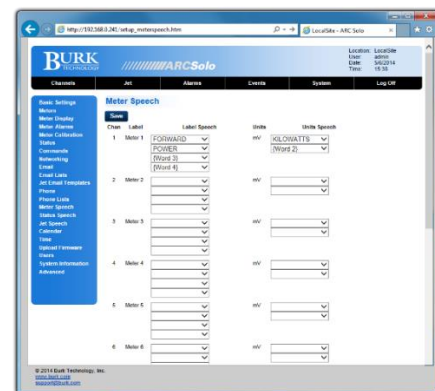 http://192.168.0.241/setup_meterspeech.htm
LocalSite - ARC Solo
BURK
TECHNOLOGY
ARCSolo
Location: LocalSite
User: admin
Date: 5/6/2014
Time: 15:30
Channels Jet Alarms Events System Log Off
Basic Settings
Meters
Meter Display
Meter Alarms
Meter Calibration
Status
Commands
Networking
Email
Email Lists
Jet Email Templates
Phone
Phone Lists
Meter Speech
Status Speech
Jet Speech
Calendar
Time
Upload Firmware
Users
System Information
Advanced
Meter Speech
Save
Chan Label Label Speech Units Units Speech
1 Meter 1 FORWARD mV KILOWATTS
POWER (Word 2)
(Word 3)
(Word 4)
2 Meter 2 mV
3 Meter 3 mV
4 Meter 4 mV
5 Meter 5 mV
6 Meter 6 mV
© 2014 Burk Technology, Inc.
www.burk.com
support@burk.com